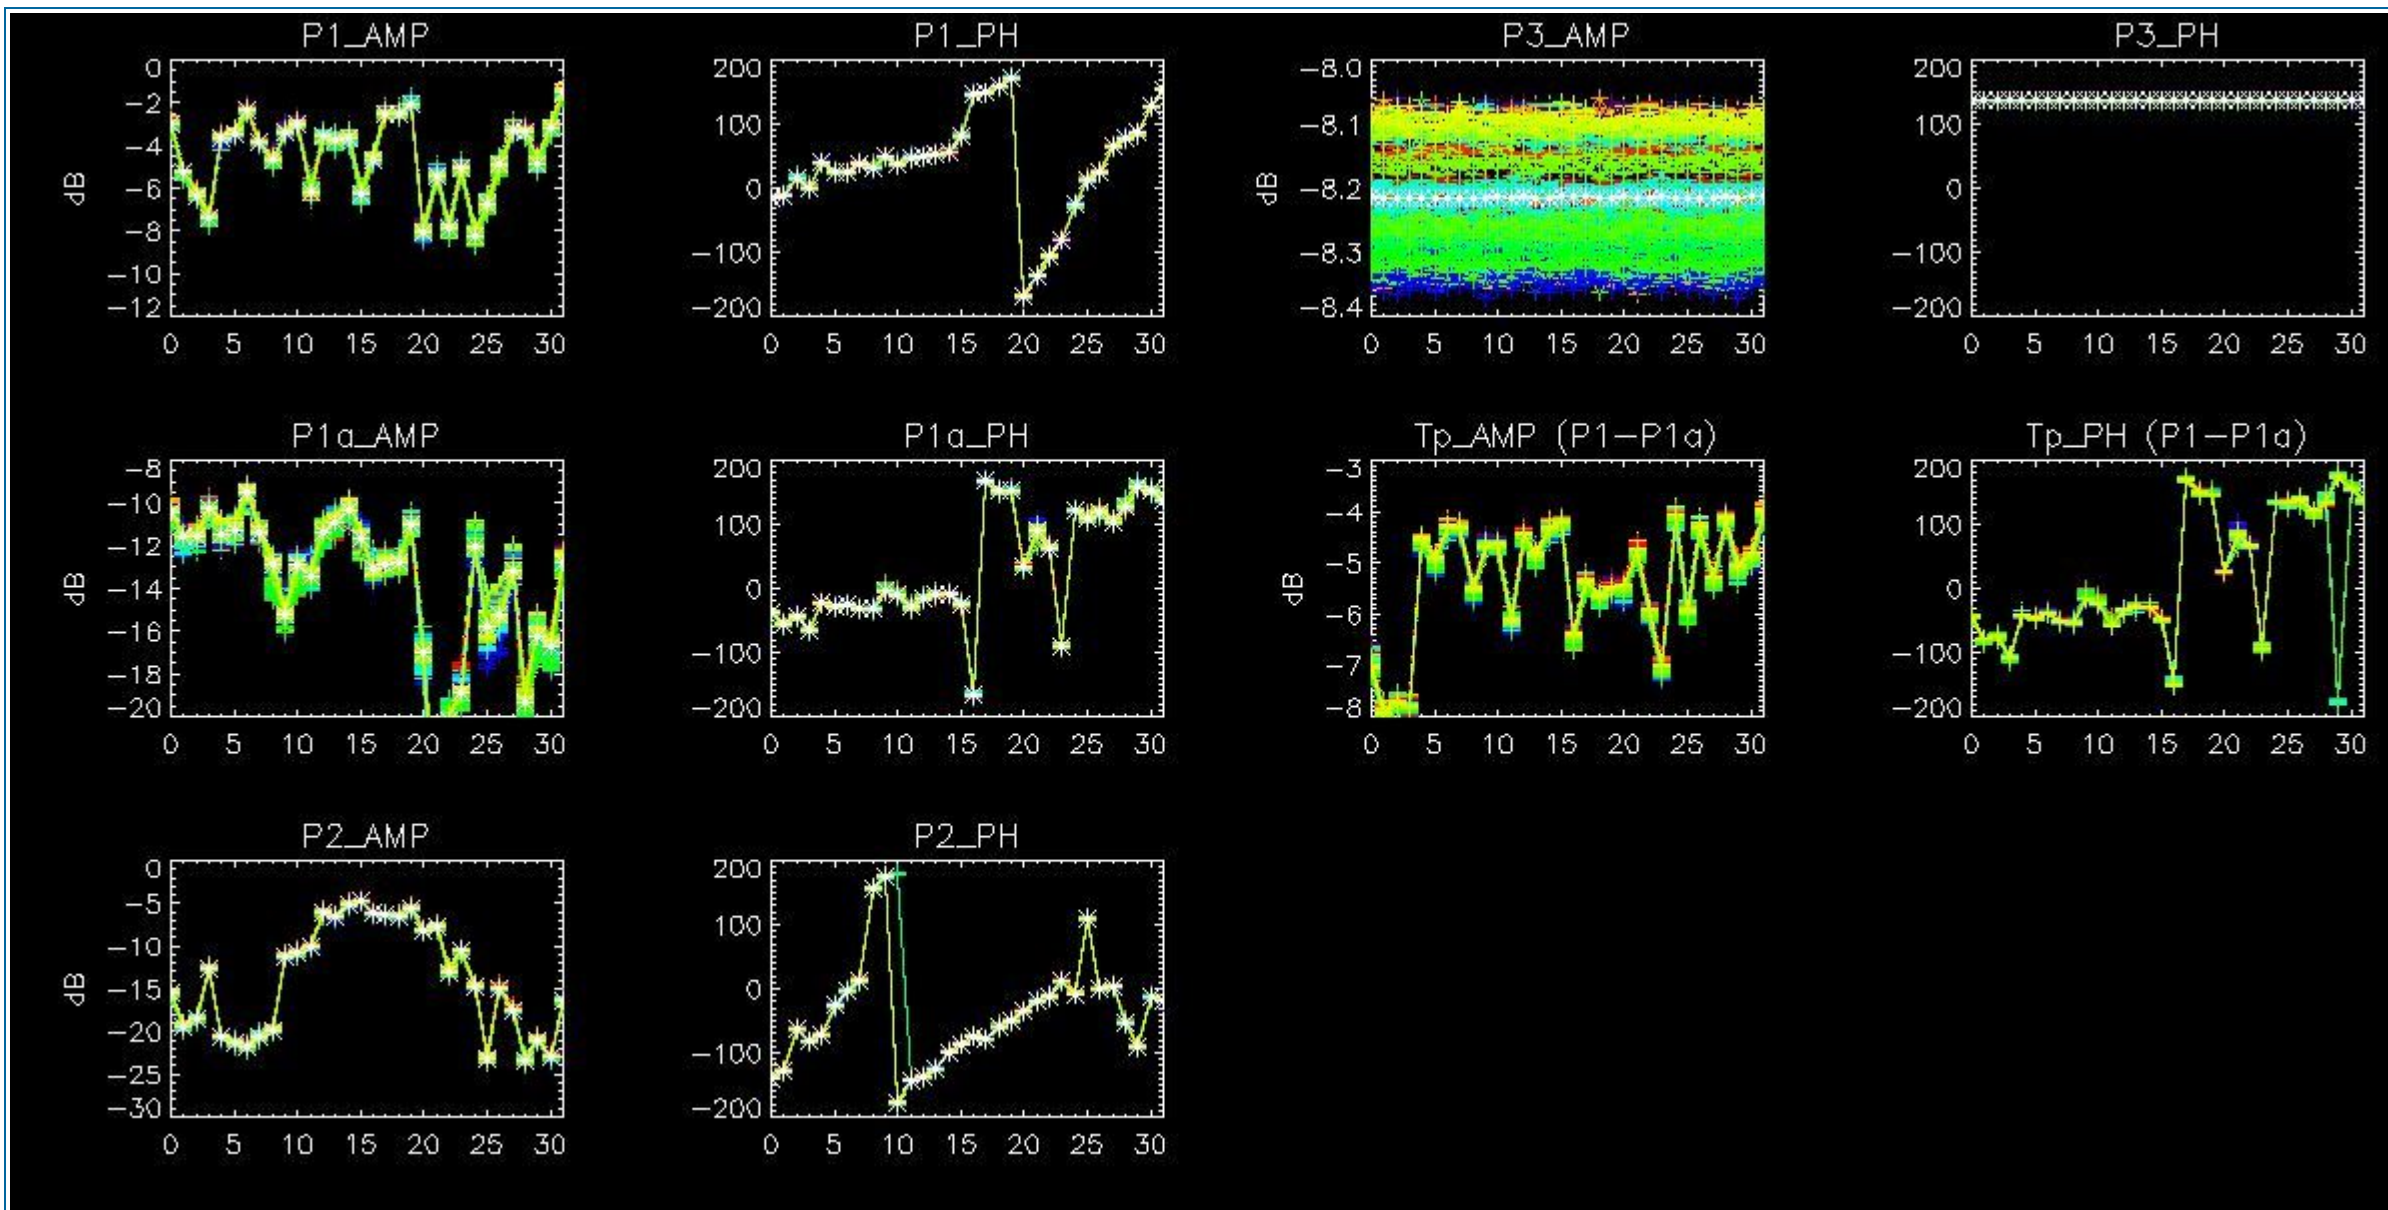 P1_AMP
0
−2
−4
−6
−8
−10
−12
dB
0 5 10 15 20 25 30
P1_PH
200
100
0
−100
−200
0 5 10 15 20 25 30
P3_AMP
−8.0
−8.1
−8.2
−8.3
−8.4
dB
0 5 10 15 20 25 30
P3_PH
200
100
0
−100
−200
0 5 10 15 20 25 30
P1a_AMP
−8
−10
−12
−14
−16
−18
−20
dB
0 5 10 15 20 25 30
P1a_PH
200
100
0
−100
−200
0 5 10 15 20 25 30
Tp_AMP (P1−P1a)
−3
−4
−5
−6
−7
−8
dB
0 5 10 15 20 25 30
Tp_PH (P1−P1a)
200
100
0
−100
−200
0 5 10 15 20 25 30
P2_AMP
0
−5
−10
−15
−20
−25
−30
dB
0 5 10 15 20 25 30
P2_PH
200
100
0
−100
−200
0 5 10 15 20 25 30